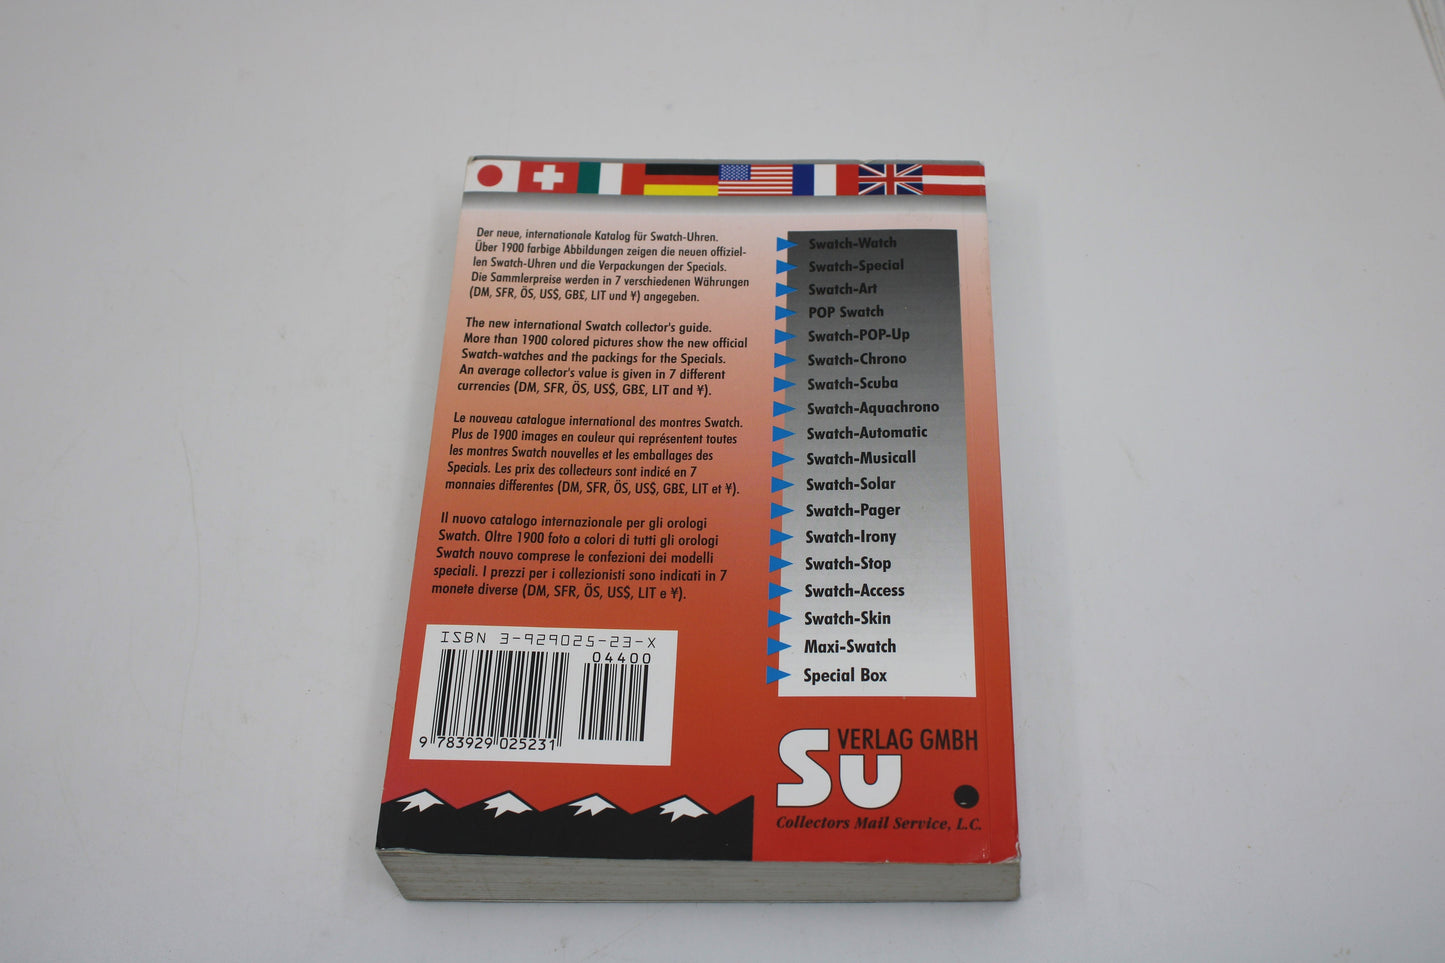 Der neue, internationale Katalog für Swatch-Uhren.
Über 1900 farbige Abbildungen zeigen die neuen offiziel-
len Swatch-Uhren und die Verpackungen der Specials.
Die Sammlerpreise werden in 7 verschiedenen Währungen
(DM, SFR, ÖS, US$, GB£, LIT und ¥) angegeben.
The new international Swatch collector's guide.
More than 1900 colored pictures show the new official
Swatch-watches and the packings for the Specials.
An average collector's value is given in 7 different
currencies (DM, SFR, ÖS, US$, GB£, LIT and ¥).
Le nouveau catalogue international des montres Swatch.
Plus de 1900 images en couleur qui représentent toutes
les montres Swatch nouvelles et les emballages des
Specials. Les prix des collecteurs sont indicé en 7
monnaies differentes (DM, SFR, ÖS, US$, GB£, LIT et ¥).
Il nuovo catalogo internazionale per gli orologi
Swatch. Oltre 1900 foto a colori di tutti gli orologi
Swatch nouvo comprese le confezioni dei modelli
speciali. I prezzi per i collezionisti sono indicati in 7
monete diverse (DM, SFR, ÖS, US$, LIT e ¥).
ISBN 3-929025-23-X
04400
9 783929 025231
Swatch-Watch
Swatch-Special
Swatch-Art
POP Swatch
Swatch-POP-Up
Swatch-Chrono
Swatch-Scuba
Swatch-Aquachrono
Swatch-Automatic
Swatch-Musicall
Swatch-Solar
Swatch-Pager
Swatch-Irony
Swatch-Stop
Swatch-Access
Swatch-Skin
Maxi-Swatch
Special Box
SU VERLAG GMBH
Collectors Mail Service, L.C.